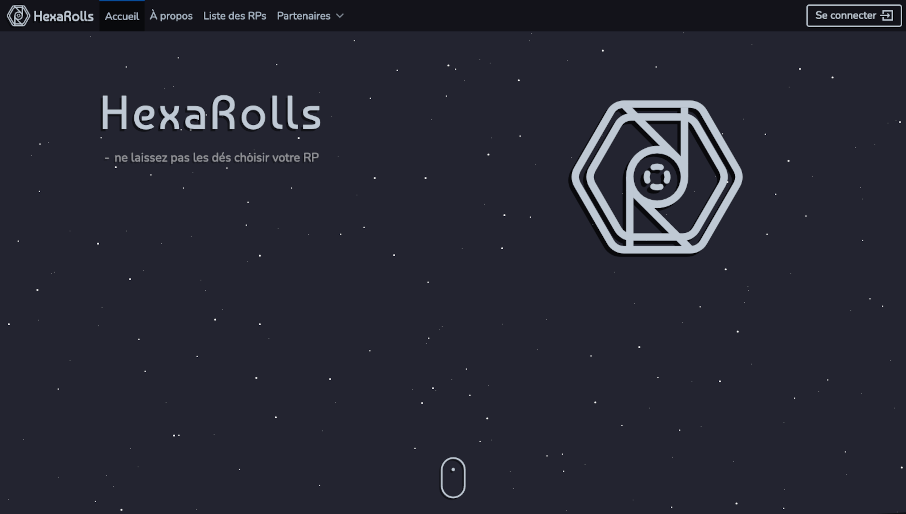 HexaRolls Accueil À propos Liste des RPs Partenaires Se connecter
HexaRolls
- ne laissez pas les dés choisir votre RP